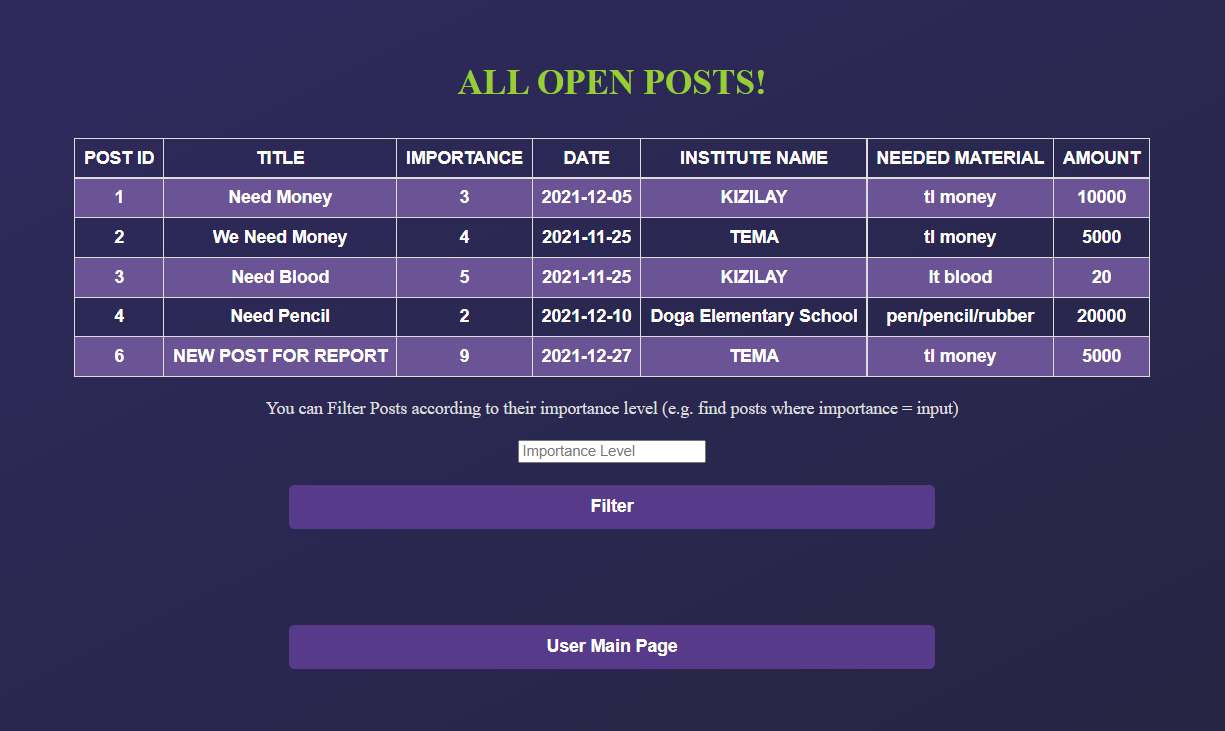 ALL OPEN POSTS!
POST ID TITLE IMPORTANCE DATE INSTITUTE NAME NEEDED MATERIAL AMOUNT
1 Need Money 3 2021-12-05 KIZILAY tl money 10000
2 We Need Money 4 2021-11-25 TEMA tl money 5000
3 Need Blood 5 2021-11-25 KIZILAY lt blood 20
4 Need Pencil 2 2021-12-10 Doga Elementary School pen/pencil/rubber 20000
6 NEW POST FOR REPORT 9 2021-12-27 TEMA tl money 5000
You can Filter Posts according to their importance level (e.g. find posts where importance = input)
Importance Level
Filter
User Main Page